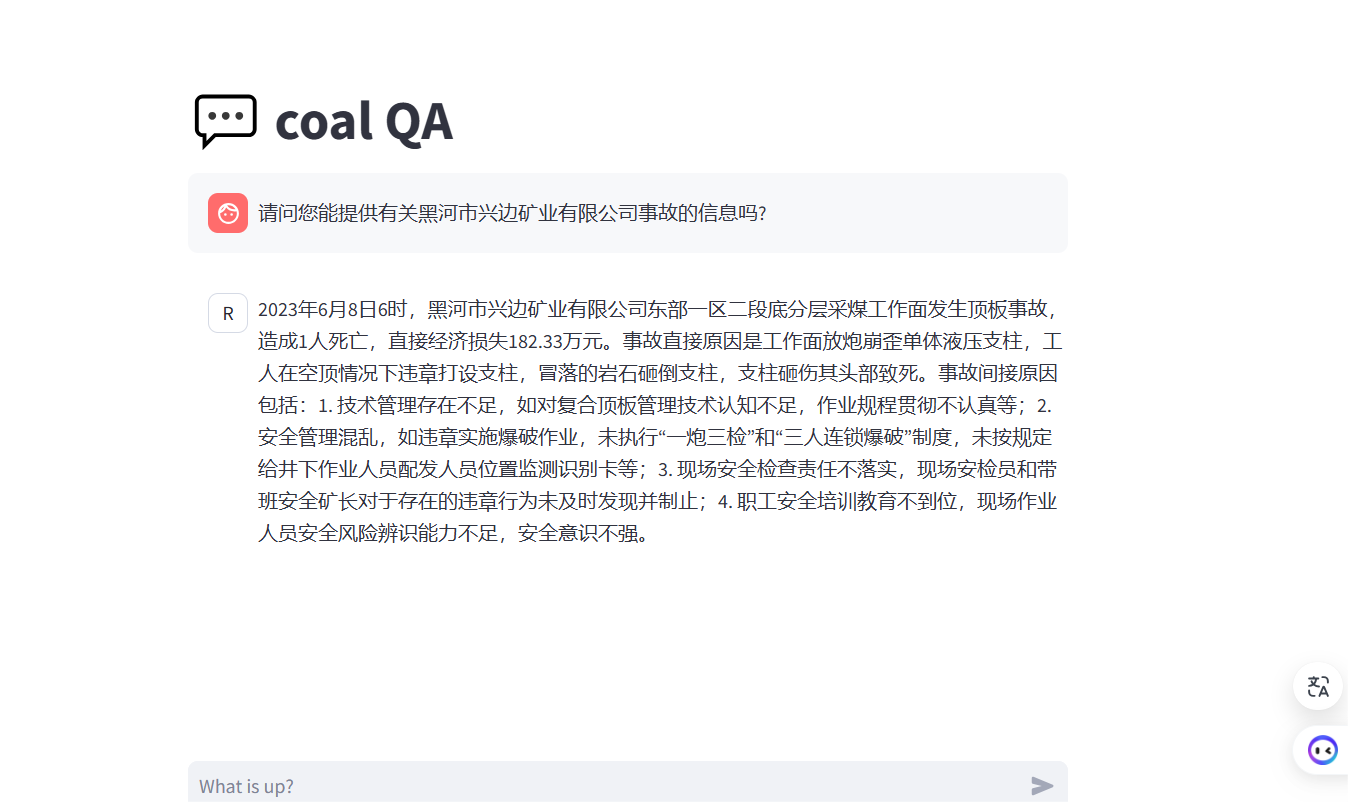 coal QA
请问您能提供有关黑河市兴边矿业有限公司事故的信息吗?
R
2023年6月8日6时，黑河市兴边矿业有限公司东部一区二段底分层采煤工作面发生顶板事故，
造成1人死亡，直接经济损失182.33万元。事故直接原因是工作面放炮崩歪单体液压支柱，工
人在空顶情况下违章打设支柱，冒落的岩石砸倒支柱，支柱砸伤其头部致死。事故间接原因
包括：1. 技术管理存在不足，如对复合顶板管理技术认知不足，作业规程贯彻不认真等；2.
安全管理混乱，如违章实施爆破作业，未执行“一炮三检”和“三人连锁爆破”制度，未按规定
给井下作业人员配发人员位置监测识别卡等；3. 现场安全检查责任不落实，现场安检员和带
班安全矿长对于存在的违章行为未及时发现并制止；4. 职工安全培训教育不到位，现场作业
人员安全风险辨识能力不足，安全意识不强。
What is up?